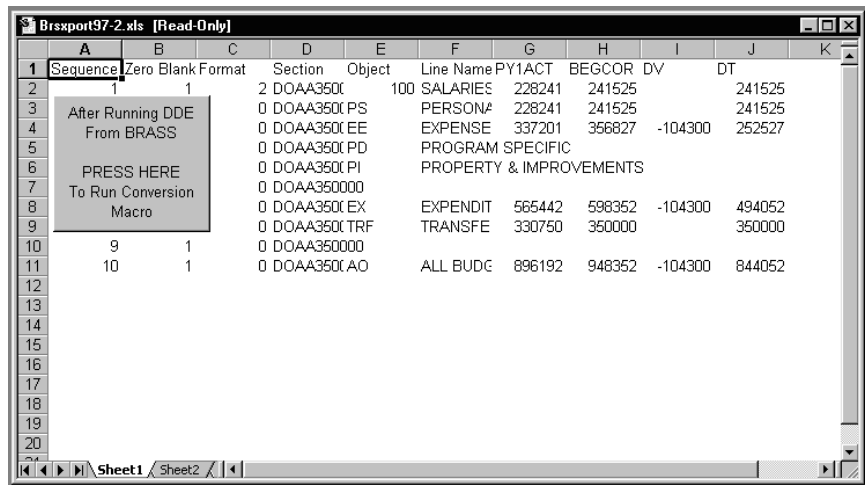 Brsxport97-2.xls [Read-Only]
A B C D E F G H I J K
1 Sequence Zero Blank Format Section Object Line Name PY1ACT BEGCOR DV DT
2 1 1 2 DOAA350( 100 SALARIES 228241 241525 241525
3 0 DOAA350( PS PERSONA 228241 241525 241525
4 0 DOAA350( EE EXPENSE 337201 356827 -104300 252527
5 0 DOAA350( PD PROGRAM SPECIFIC
6 0 DOAA350( PI PROPERTY & IMPROVEMENTS
7 0 DOAA350000
8 0 DOAA350( EX EXPENDIT 565442 598352 -104300 494052
9 0 DOAA350( TRF TRANSFE 330750 350000 350000
10 9 1 0 DOAA350000
11 10 1 0 DOAA350( AO ALL BUDG 896192 948352 -104300 844052
12
13
14
15
16
17
18
19
20
After Running DDE
From BRASS
PRESS HERE
To Run Conversion
Macro
Sheet1 Sheet2